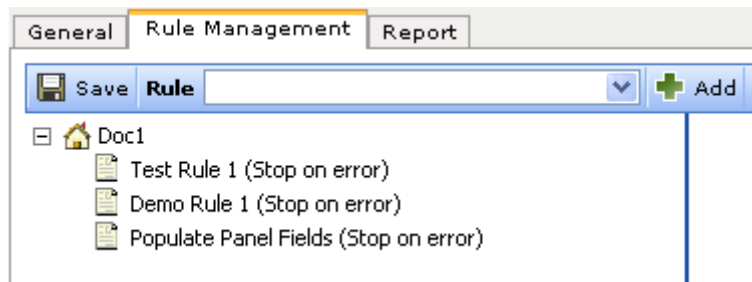 General Rule Management Report
Save Rule Add
Doc1
Test Rule 1 (Stop on error)
Demo Rule 1 (Stop on error)
Populate Panel Fields (Stop on error)